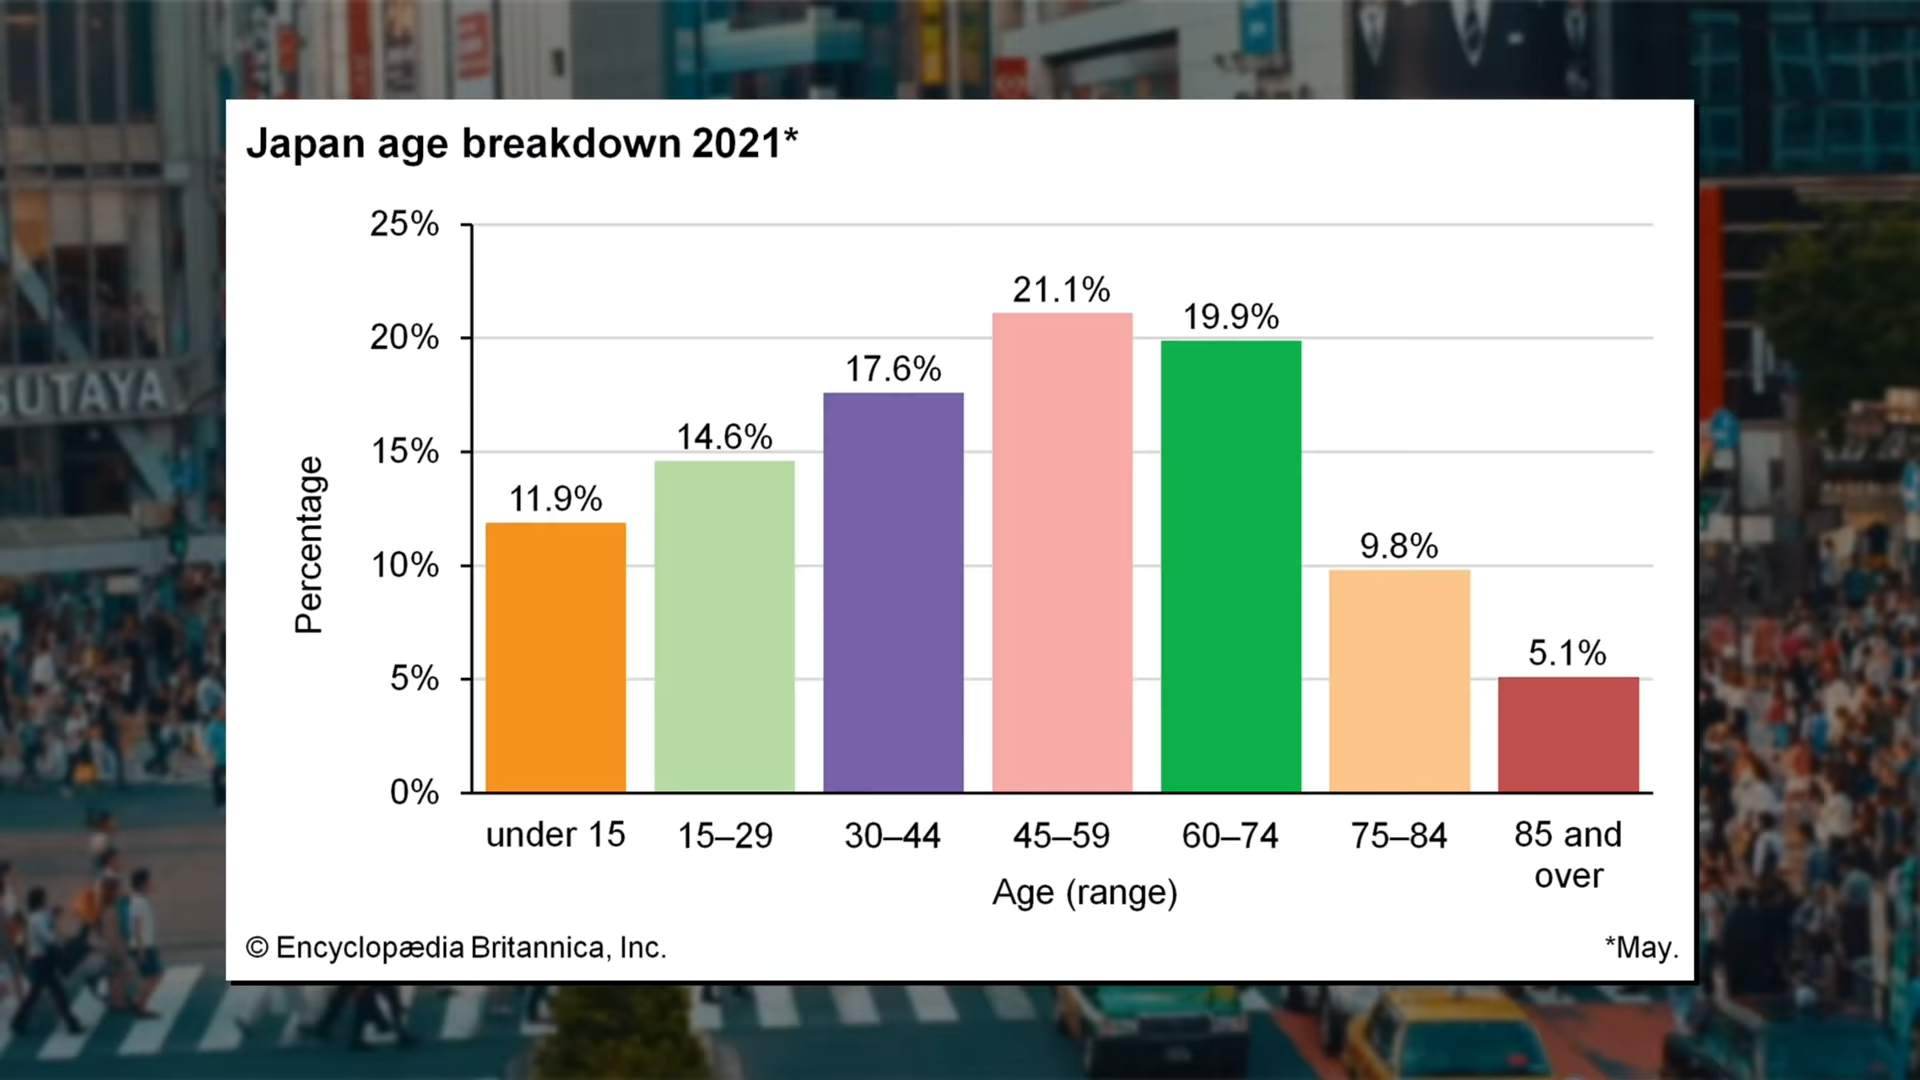 Japan age breakdown 2021*
25%
20%
15%
10%
5%
0%
Percentage
11.9%
14.6%
17.6%
21.1%
19.9%
9.8%
5.1%
under 15
15–29
30–44
45–59
60–74
75–84
85 and
over
Age (range)
© Encyclopædia Britannica, Inc.
*May.
SUTAYA